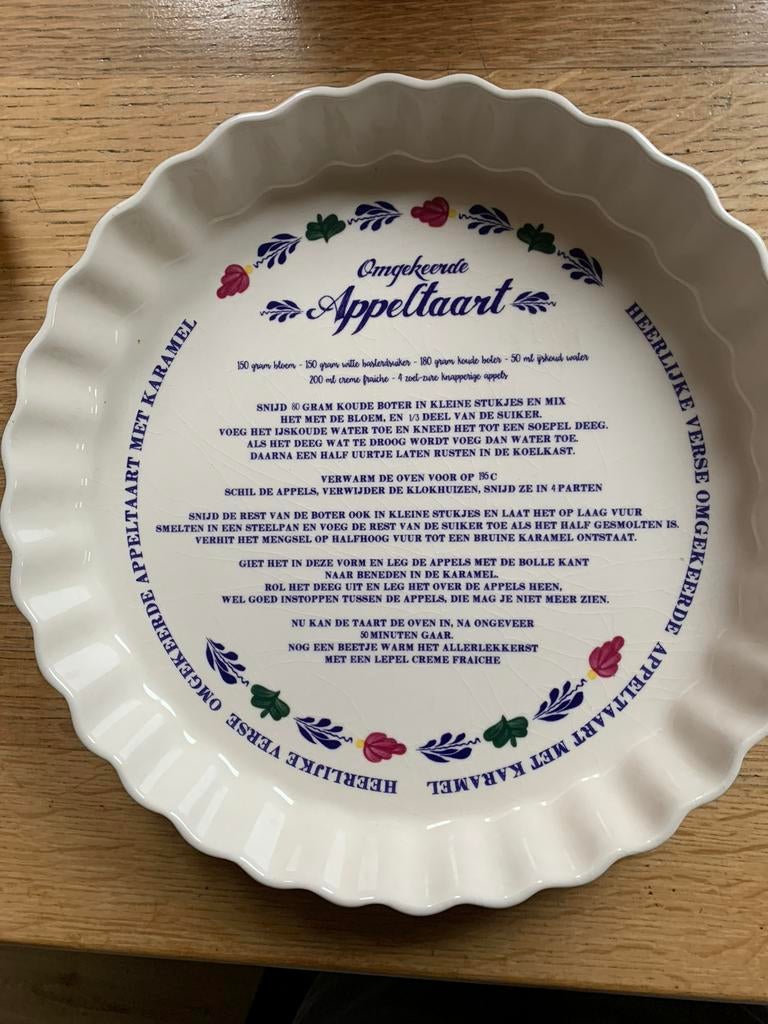 Omgekeerde
Appeltaart
150 gram bloem - 150 gram witte basterdsuiker - 180 gram koude boter - 50 ml ijskoud water
200 ml creme fraiche - 4 zoet-zure knapperige appels
SNIJD 80 GRAM KOUDE BOTER IN KLEINE STUKJES EN MIX
HET MET DE BLOEM, EN 1/3 DEEL VAN DE SUIKER.
VOEG HET IJSKOUDE WATER TOE EN KNEED HET TOT EEN SOEPEL DEEG.
ALS HET DEEG WAT TE DROOG WORDT VOEG DAN WATER TOE.
DAARNA EEN HALF UURTJE LATEN RUSTEN IN DE KOELKAST.
VERWARM DE OVEN VOOR OP 195 C
SCHIL DE APPELS, VERWIJDER DE KLOKHUIZEN, SNIJD ZE IN 4 PARTEN
SNIJD DE REST VAN DE BOTER OOK IN KLEINE STUKJES EN LAAT HET OP LAAG VUUR
SMELTEN IN EEN STEELPAN EN VOEG DE REST VAN DE SUIKER TOE ALS HET HALF GESMOLTEN IS.
VERHIT HET MENGSEL OP HALFHOOG VUUR TOT EEN BRUINE KARAMEL ONTSTAAT.
GIET HET IN DEZE VORM EN LEG DE APPELS MET DE BOLLE KANT
NAAR BENEDEN IN DE KARAMEL.
ROL HET DEEG UIT EN LEG HET OVER DE APPELS HEEN,
WEL GOED INSTOPPEN TUSSEN DE APPELS, DIE MAG JE NIET MEER ZIEN.
NU KAN DE TAART DE OVEN IN, NA ONGEVEER
50 MINUTEN GAAR.
NOG EEN BEETJE WARM HET ALLERLEKKERST
MET EEN LEPEL CREME FRAICHE
HEERLIJKE VERSE OMGEKEERDE APPELTAART MET KARAMEL
HEERLIJKE VERSE OMGEKEERDE APPELTAART MET KARAMEL